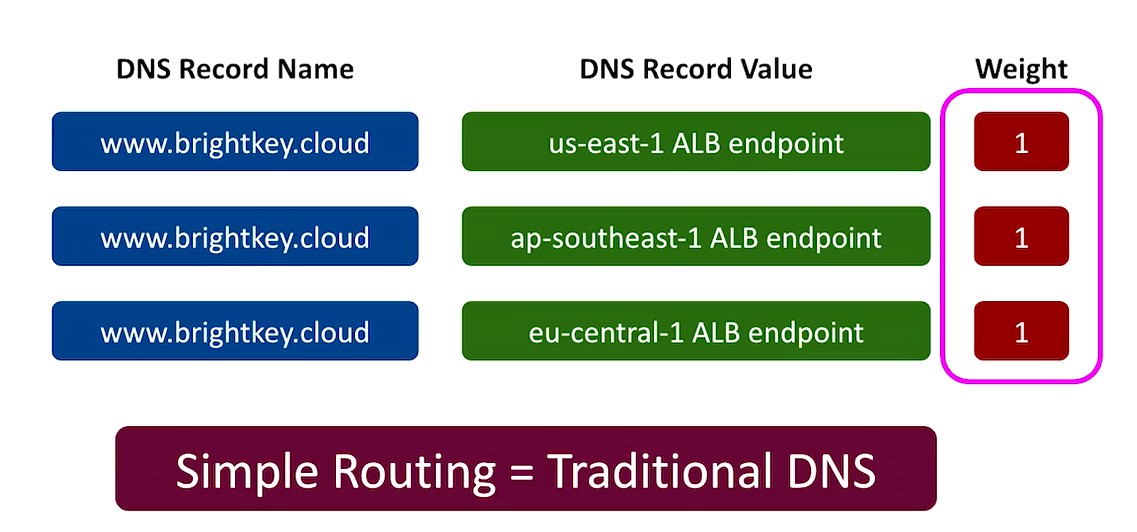 DNS Record Name DNS Record Value Weight
www.brightkey.cloud us-east-1 ALB endpoint 1
www.brightkey.cloud ap-southeast-1 ALB endpoint 1
www.brightkey.cloud eu-central-1 ALB endpoint 1
Simple Routing = Traditional DNS